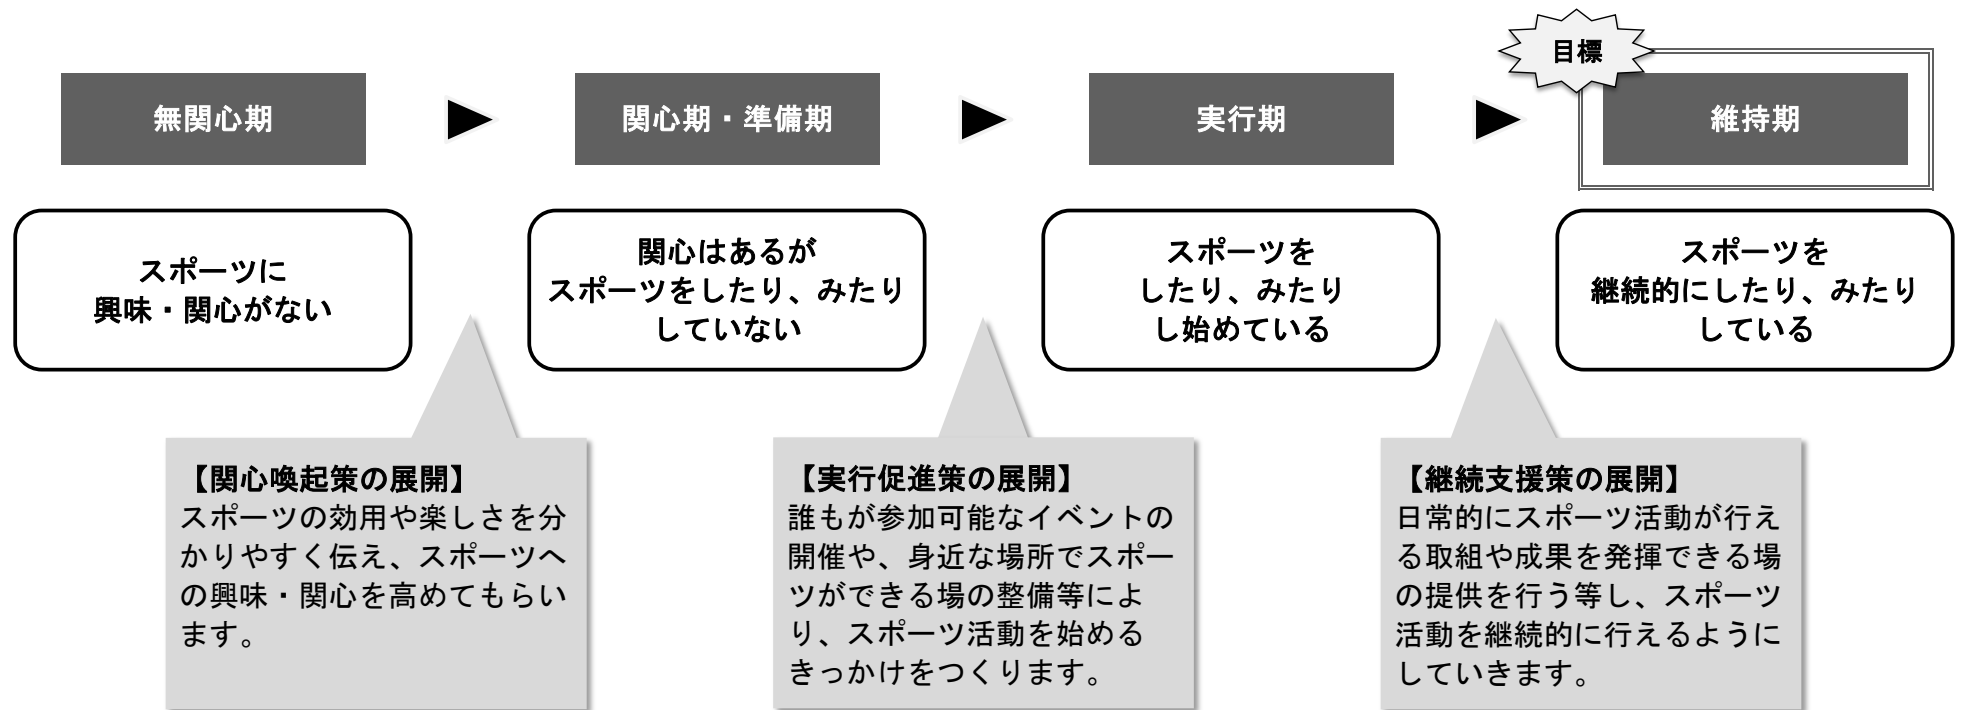 目標
無関心期
関心期・準備期
実行期
維持期
スポーツに
興味・関心がない
関心はあるが
スポーツをしたり、みたり
していない
スポーツを
したり、みたり
し始めている
スポーツを
継続的にしたり、みたり
している
【関心喚起策の展開】
スポーツの効用や楽しさを分
かりやすく伝え、スポーツへ
の興味・関心を高めてもらい
ます。
【実行促進策の展開】
誰もが参加可能なイベントの
開催や、身近な場所でスポー
ツができる場の整備等によ
り、スポーツ活動を始める
きっかけをつくります。
【継続支援策の展開】
日常的にスポーツ活動が行え
る取組や成果を発揮できる場
の提供を行う等し、スポーツ
活動を継続的に行えるように
していきます。